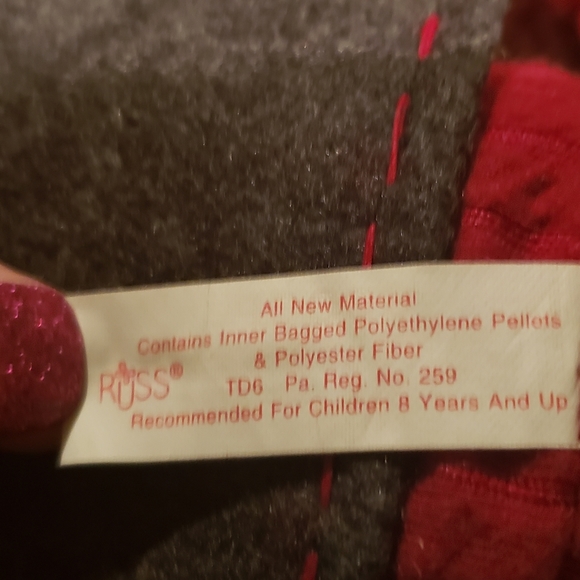 All New Material
Contains Inner Bagged Polyethylene Pellets
& Polyester Fiber
RUSS®
TD6 Pa. Reg. No. 259
Recommended For Children 8 Years And Up